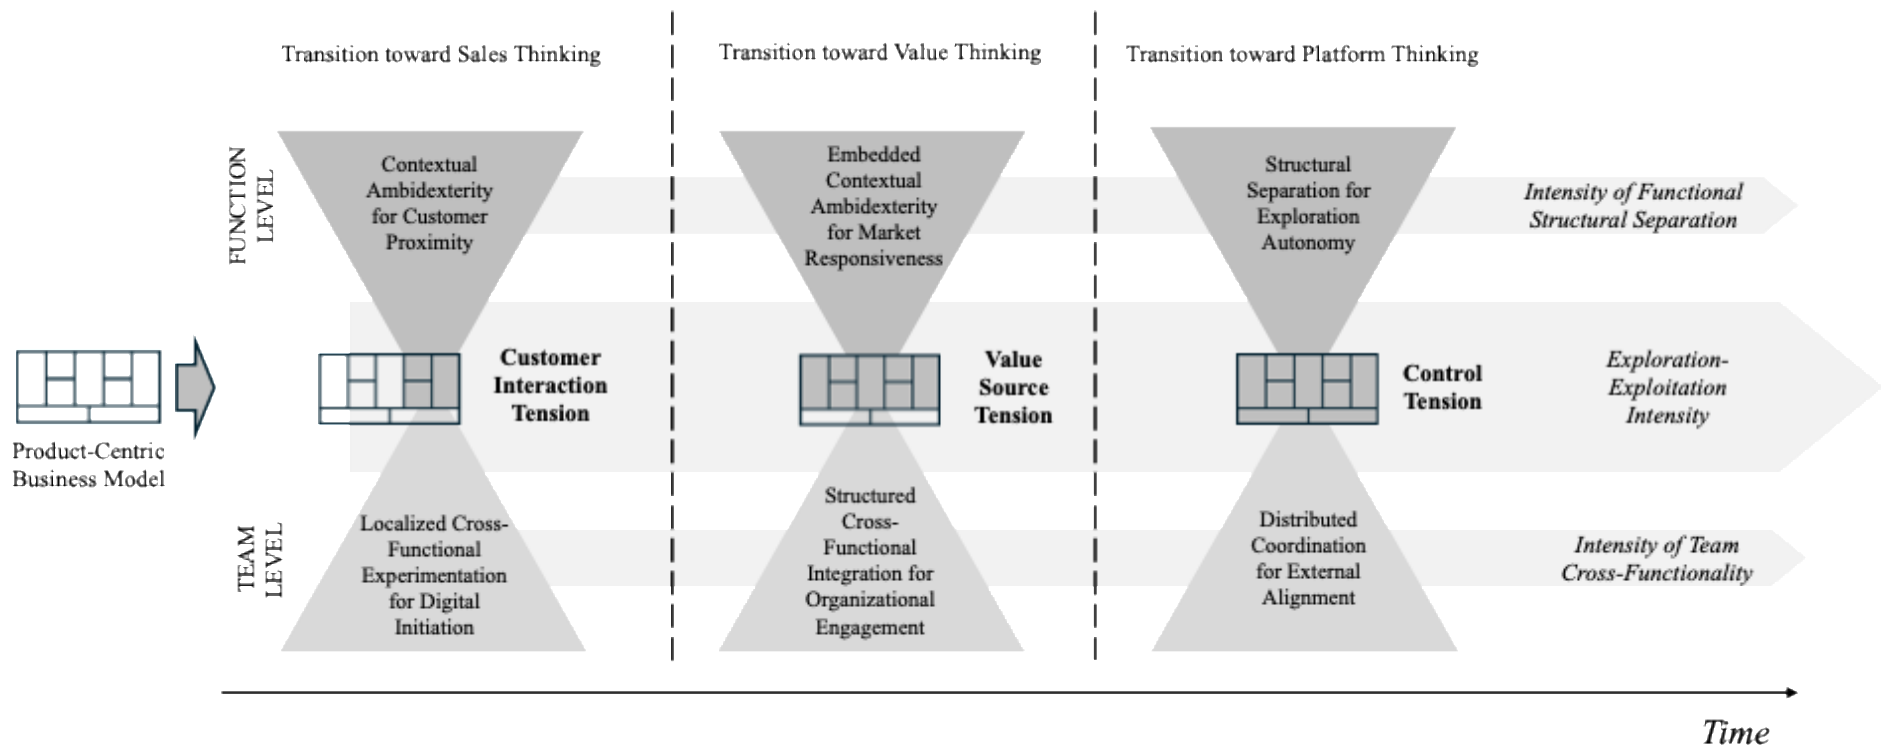 Transition toward Sales Thinking
Transition toward Value Thinking
Transition toward Platform Thinking
FUNCTION
LEVEL
Contextual
Ambidexterity
for Customer
Proximity
Embedded
Contextual
Ambidexterity
for Market
Responsiveness
Structural
Separation for
Exploration
Autonomy
Intensity of Functional
Structural Separation
Product-Centric
Business Model
Customer
Interaction
Tension
Value
Source
Tension
Control
Tension
Exploration-
Exploitation
Intensity
TEAM
LEVEL
Localized Cross-
Functional
Experimentation
for Digital
Initiation
Structured
Cross-
Functional
Integration for
Organizational
Engagement
Distributed
Coordination
for External
Alignment
Intensity of Team
Cross-Functionality
Time